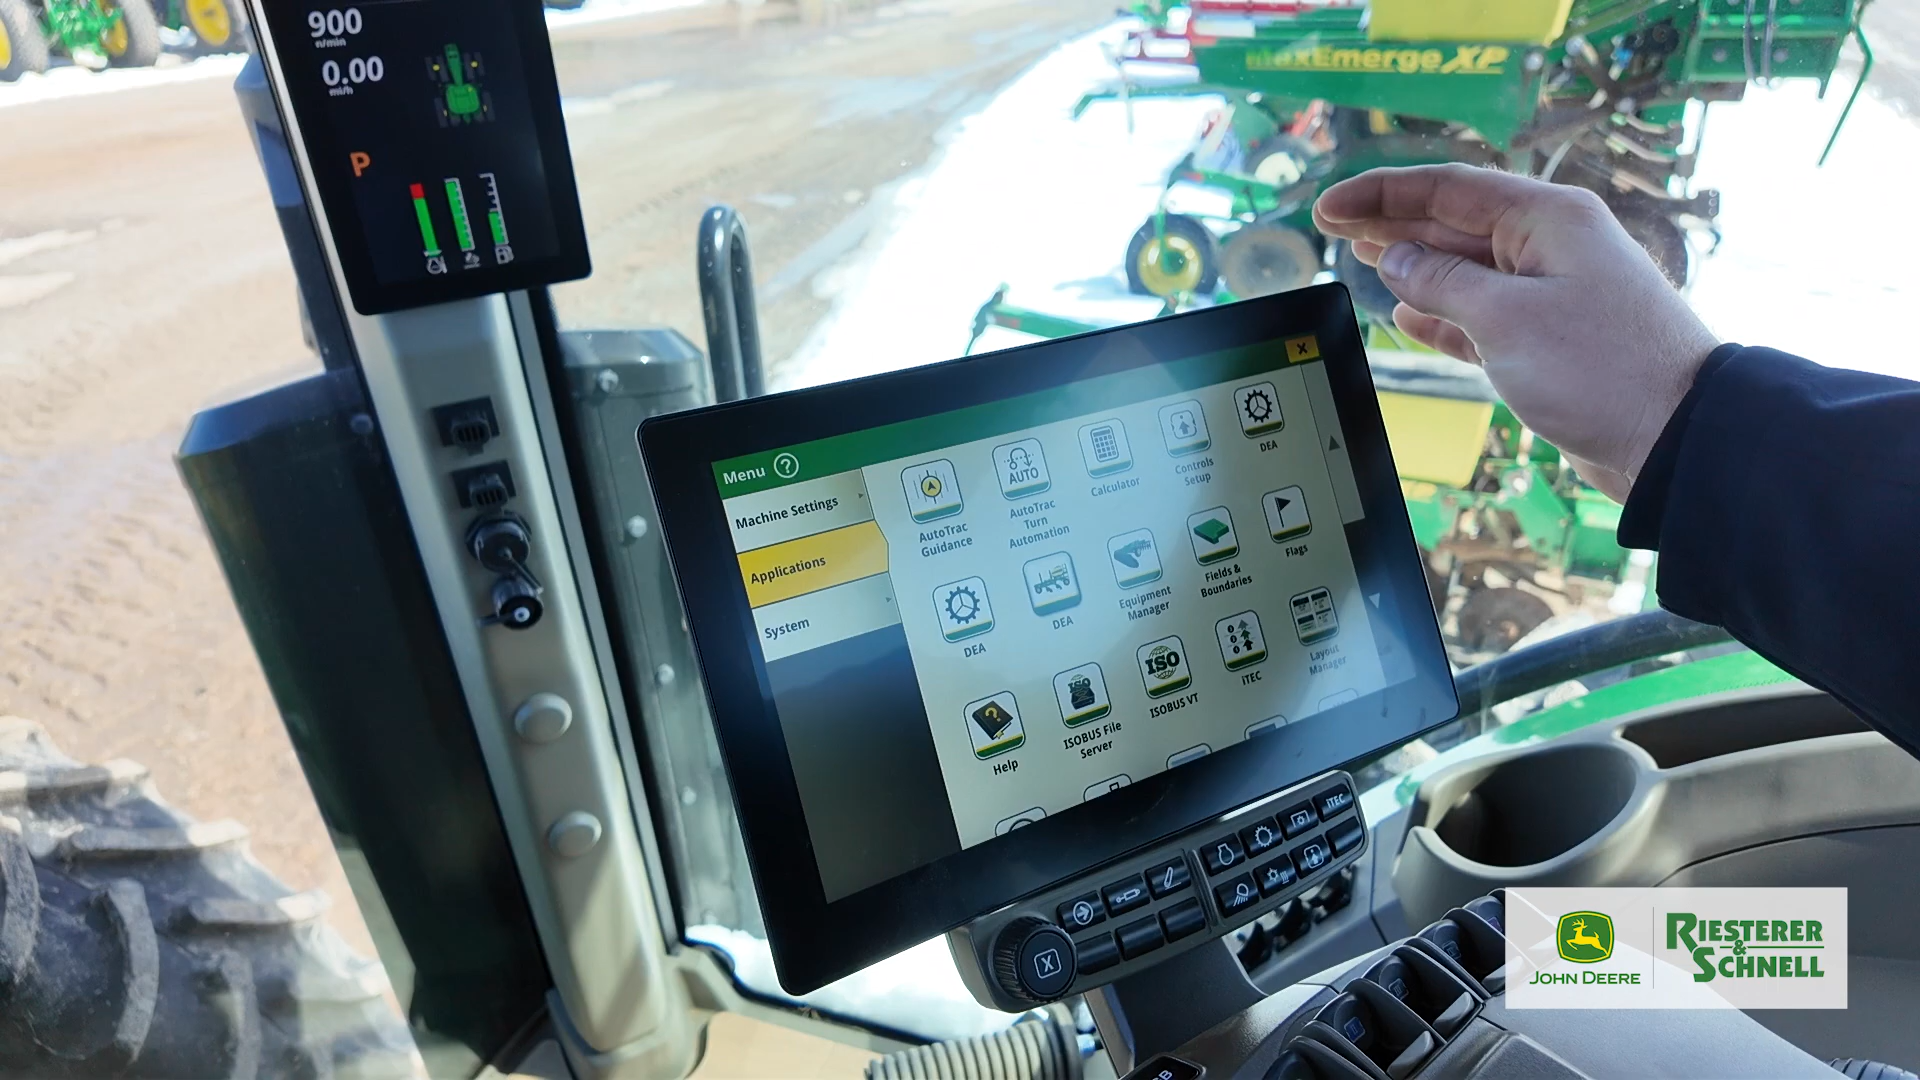 900
n/min
0.00
mi/h
P
MaxEmerge XP
Menu ?
Machine Settings
Applications
System
AutoTrac
Guidance
AUTO
AutoTrac
Turn
Automation
Calculator
Controls
Setup
DEA
DEA
DEA
Equipment
Manager
Fields &
Boundaries
Flags
?
Help
ISO
ISOBUS File
Server
ISO
ISOBUS VT
iTEC
Layout
Manager
X
iTEC
JOHN DEERE
RIESTERER
&
SCHNELL